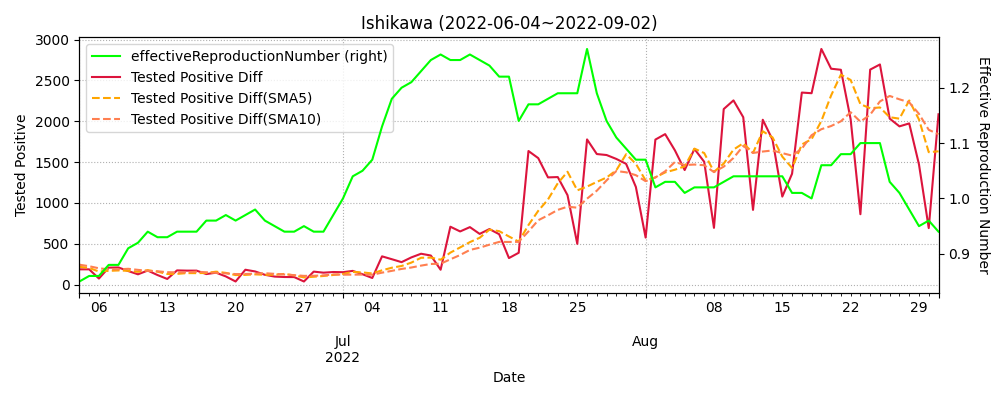 Ishikawa (2022-06-04~2022-09-02)
effectiveReproductionNumber (right)
Tested Positive Diff
Tested Positive Diff(SMA5)
Tested Positive Diff(SMA10)
3000
2500
2000
1500
1000
500
0
Tested Positive
1.2
1.1
1.0
0.9
Effective Reproduction Number
06 13 20 27 04 11 18 25 08 15 22 29
Jul Aug
2022
Date